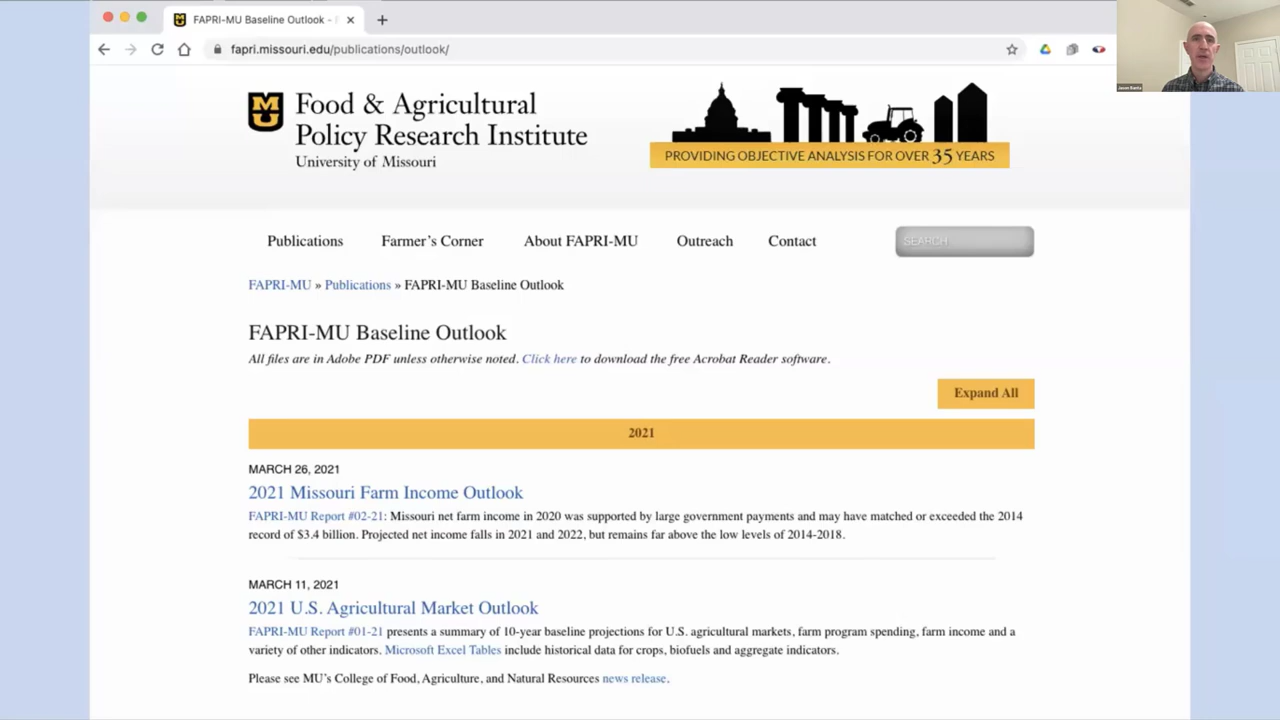 FAPRI-MU Baseline Outlook -
fapri.missouri.edu/publications/outlook/
Food & Agricultural
Policy Research Institute
University of Missouri
PROVIDING OBJECTIVE ANALYSIS FOR OVER 35 YEARS
Publications Farmer's Corner About FAPRI-MU Outreach Contact SEARCH
FAPRI-MU » Publications » FAPRI-MU Baseline Outlook
FAPRI-MU Baseline Outlook
All files are in Adobe PDF unless otherwise noted. Click here to download the free Acrobat Reader software.
Expand All
2021
MARCH 26, 2021
2021 Missouri Farm Income Outlook
FAPRI-MU Report #02-21: Missouri net farm income in 2020 was supported by large government payments and may have matched or exceeded the 2014
record of $3.4 billion. Projected net income falls in 2021 and 2022, but remains far above the low levels of 2014-2018.
MARCH 11, 2021
2021 U.S. Agricultural Market Outlook
FAPRI-MU Report #01-21 presents a summary of 10-year baseline projections for U.S. agricultural markets, farm program spending, farm income and a
variety of other indicators. Microsoft Excel Tables include historical data for crops, biofuels and aggregate indicators.
Please see MU's College of Food, Agriculture, and Natural Resources news release.